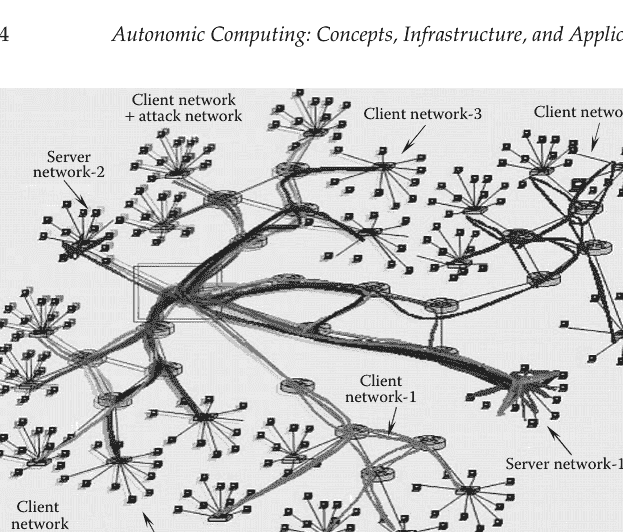 4
Autonomic Computing: Concepts, Infrastructure, and Applic
Client network
+ attack network
Client network-3
Client netwo
Server
network-2
Client
network-1
Server network-1
Client
network